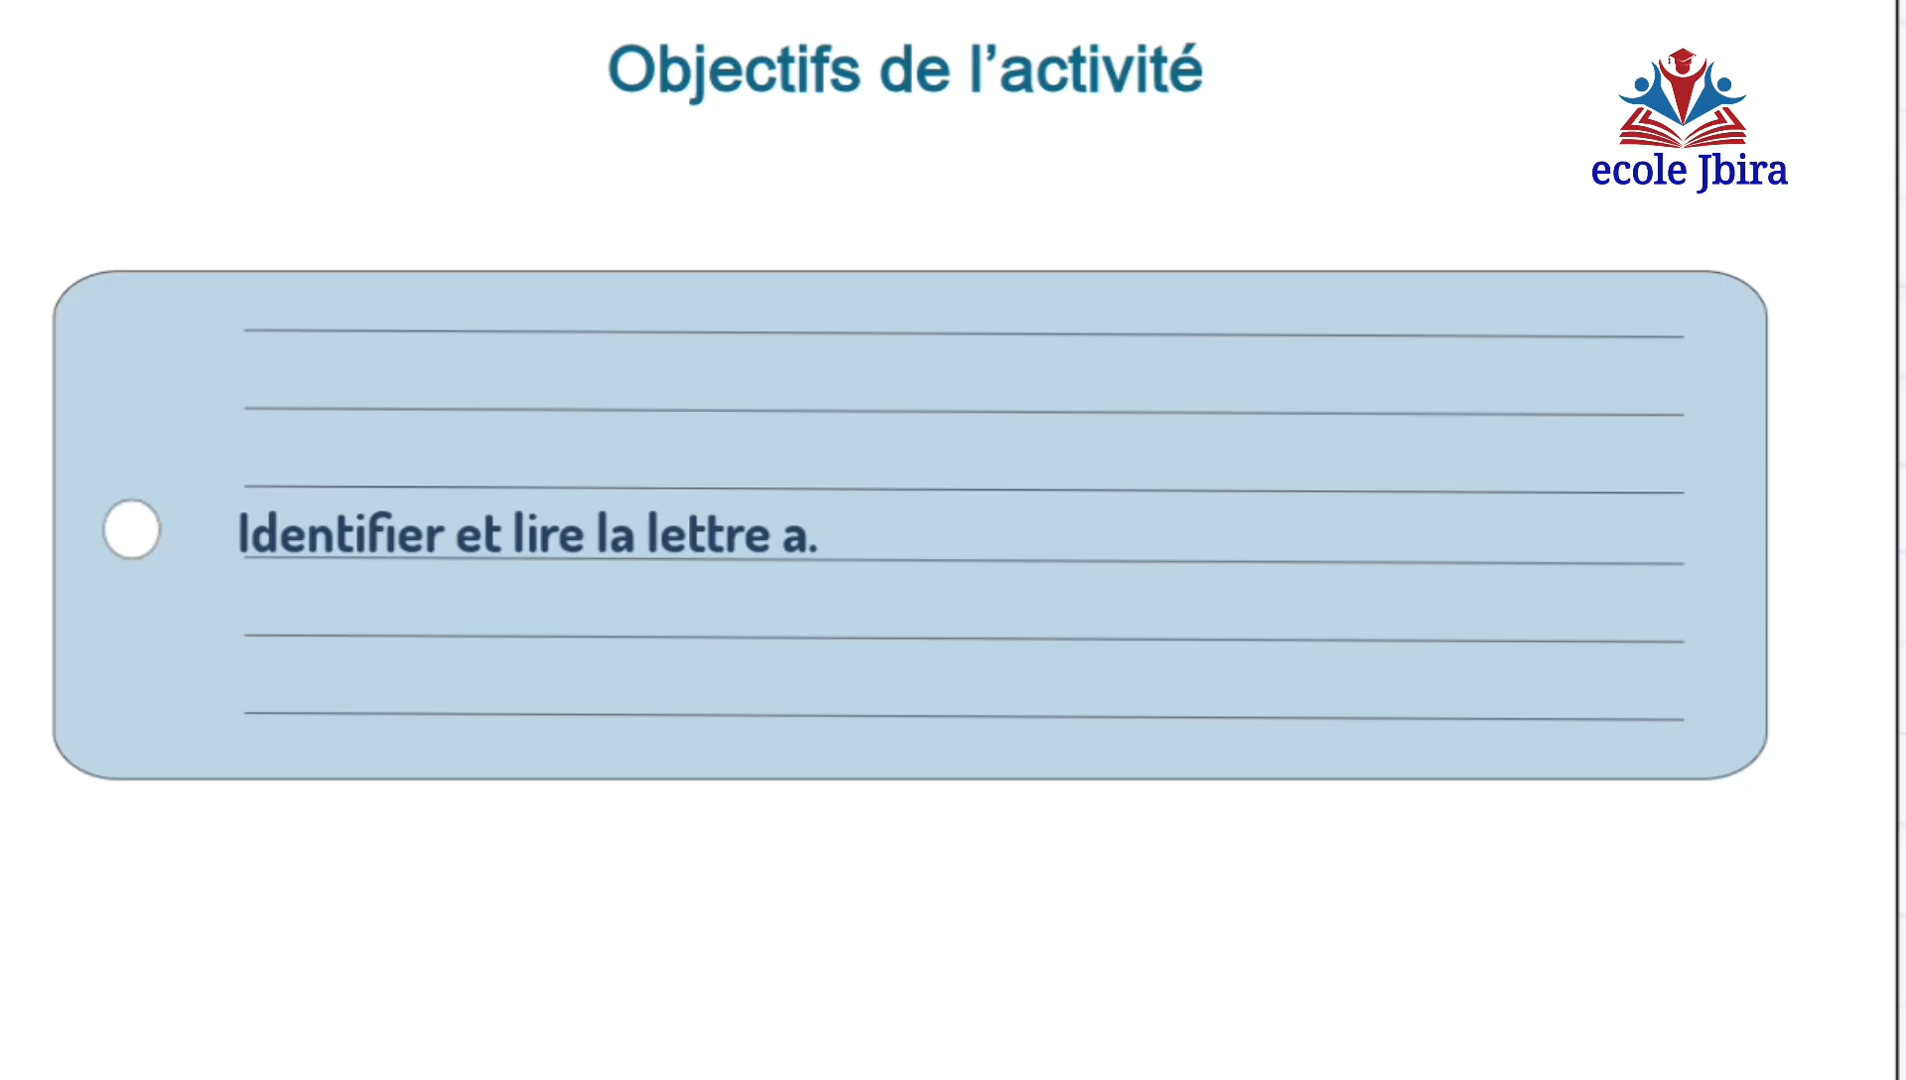 Objectifs de l’activité
ecole Jbira
Identifier et lire la lettre a.